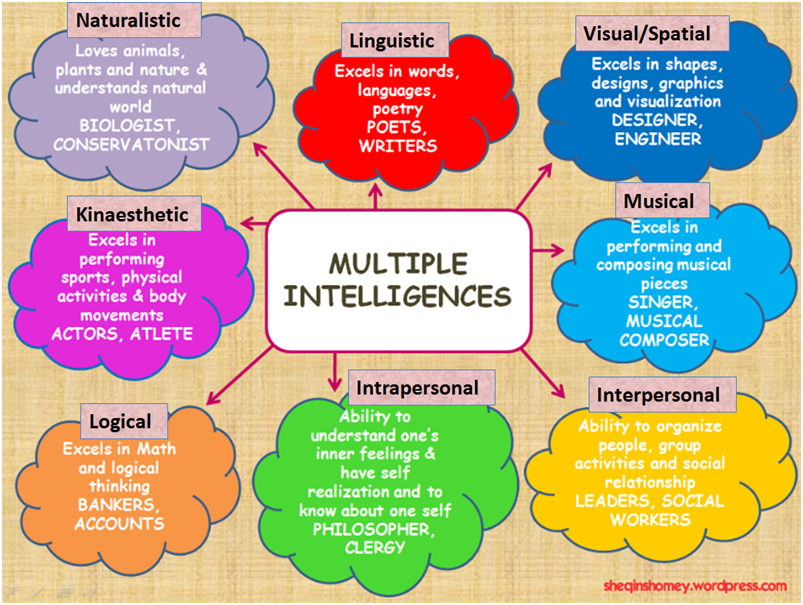 Naturalistic
Loves animals,
plants and nature &
understands natural
world
BIOLOGIST,
CONSERVATONIST
Linguistic
Excels in words,
languages,
poetry
POETS,
WRITERS
Visual/Spatial
Excels in shapes,
designs, graphics
and visualization
DESIGNER,
ENGINEER
Kinaesthetic
Excels in
performing
sports, physical
activities & body
movements
ACTORS, ATLETE
MULTIPLE
INTELLIGENCES
Musical
Excels in
performing and
composing musical
pieces
SINGER,
MUSICAL
COMPOSER
Logical
Excels in Math
and logical
thinking
BANKERS,
ACCOUNTS
Intrapersonal
Ability to
understand one's
inner feelings &
have self
realization and to
know about one self
PHILOSOPHER,
CLERGY
Interpersonal
Ability to organize
people, group
activities and social
relationship
LEADERS, SOCIAL
WORKERS
sheqinshomey.wordpress.com